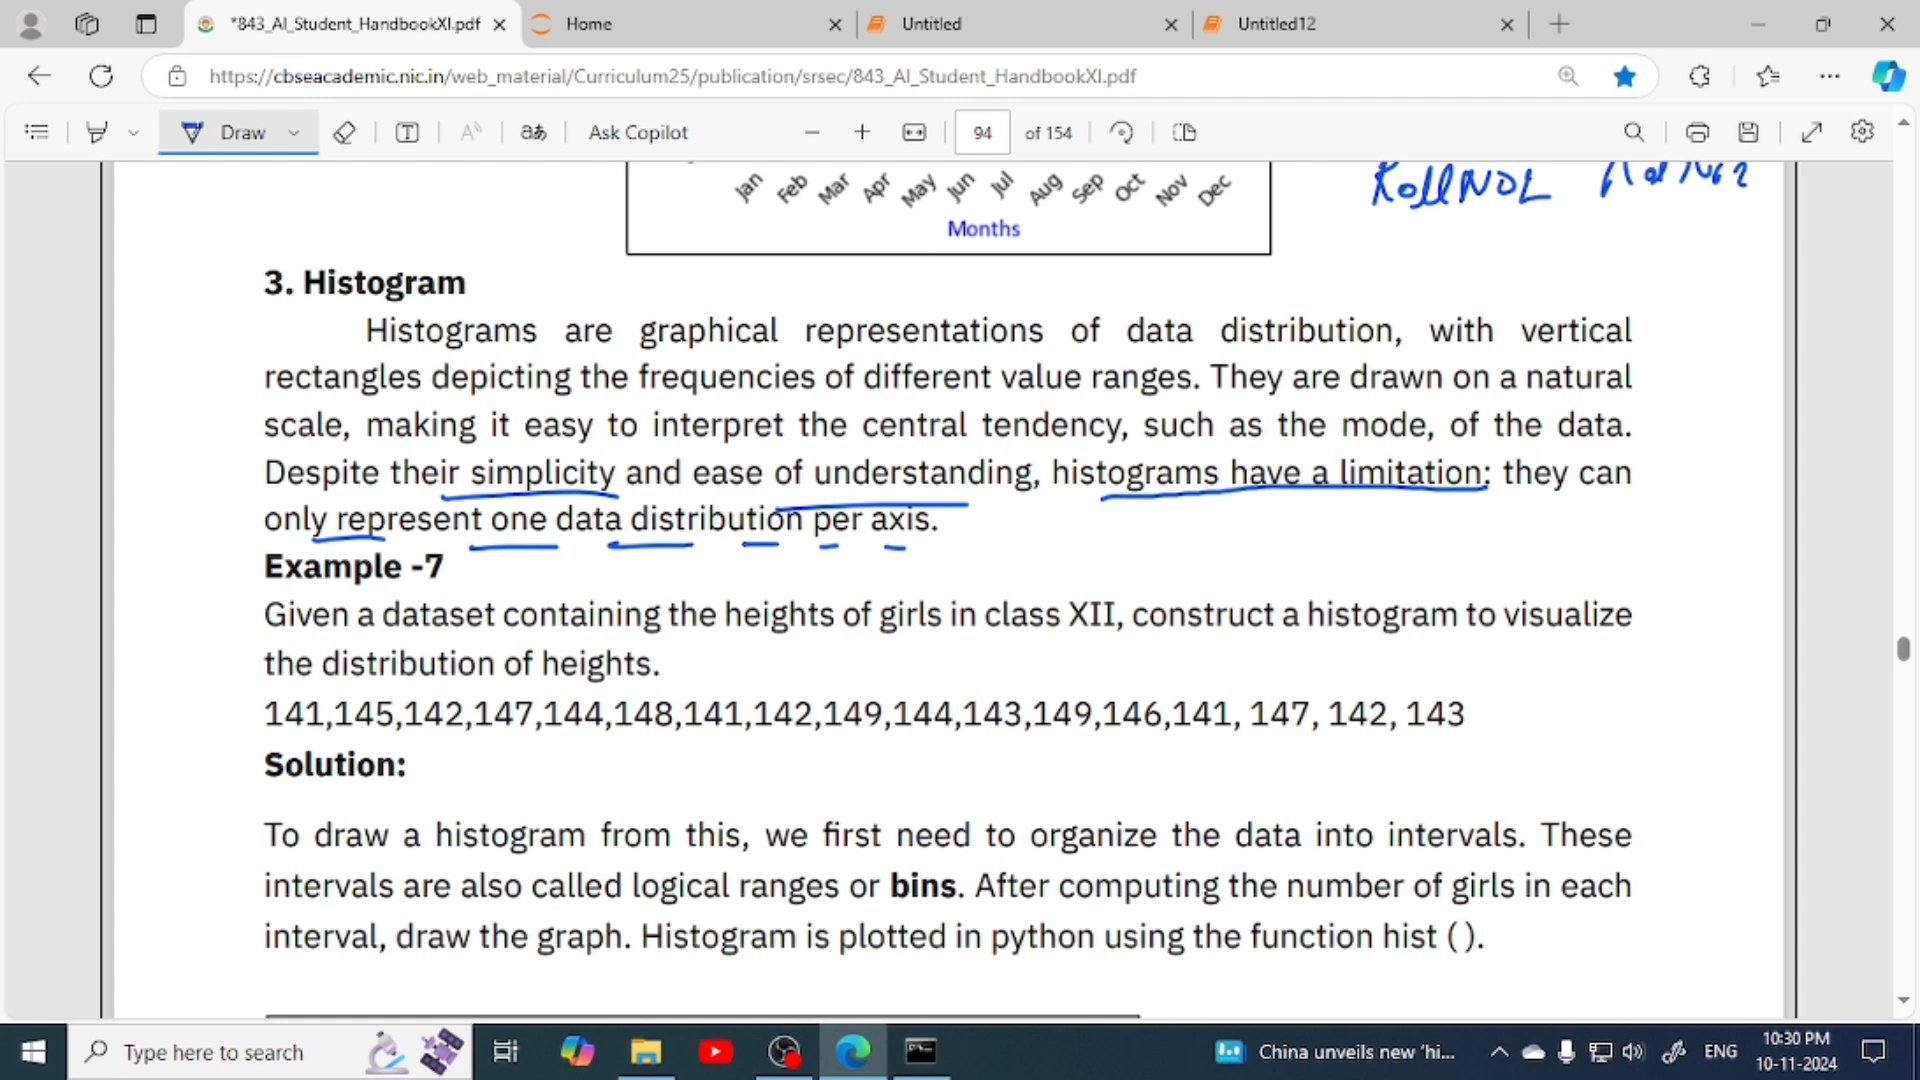 *843_AI_Student_HandbookXI.pdf
Home
Untitled
Untitled12
https://cbseacademic.nic.in/web_material/Curriculum25/publication/srsec/843_AI_Student_HandbookXI.pdf
Draw
Ask Copilot
94 of 154
Jan Feb Mar Apr May Jun Jul Aug Sep Oct Nov Dec
Months
3. Histogram
Histograms are graphical representations of data distribution, with vertical
rectangles depicting the frequencies of different value ranges. They are drawn on a natural
scale, making it easy to interpret the central tendency, such as the mode, of the data.
Despite their simplicity and ease of understanding, histograms have a limitation: they can
only represent one data distribution per axis.
Example -7
Given a dataset containing the heights of girls in class XII, construct a histogram to visualize
the distribution of heights.
141,145,142,147,144,148,141,142,149,144,143,149,146,141, 147, 142, 143
Solution:
To draw a histogram from this, we first need to organize the data into intervals. These
intervals are also called logical ranges or bins. After computing the number of girls in each
interval, draw the graph. Histogram is plotted in python using the function hist ( ).
Type here to search
China unveils new 'hi...
ENG
10:30 PM
10-11-2024